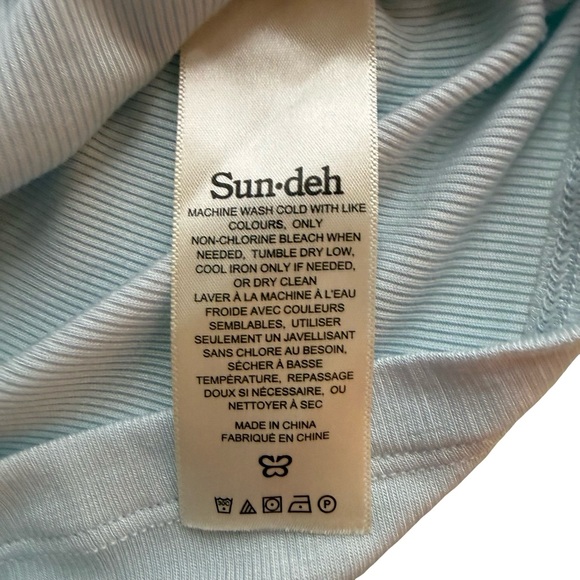 Sun·deh
MACHINE WASH COLD WITH LIKE
COLOURS, ONLY
NON-CHLORINE BLEACH WHEN
NEEDED, TUMBLE DRY LOW,
COOL IRON ONLY IF NEEDED,
OR DRY CLEAN
LAVER À LA MACHINE À L'EAU
FROIDE AVEC COULEURS
SEMBLABLES, UTILISER
SEULEMENT UN JAVELLISANT
SANS CHLORE AU BESOIN,
SÉCHER À BASSE
TEMPÉRATURE, REPASSAGE
DOUX SI NÉCESSAIRE, OU
NETTOYER À SEC
MADE IN CHINA
FABRIQUÉ EN CHINE
P